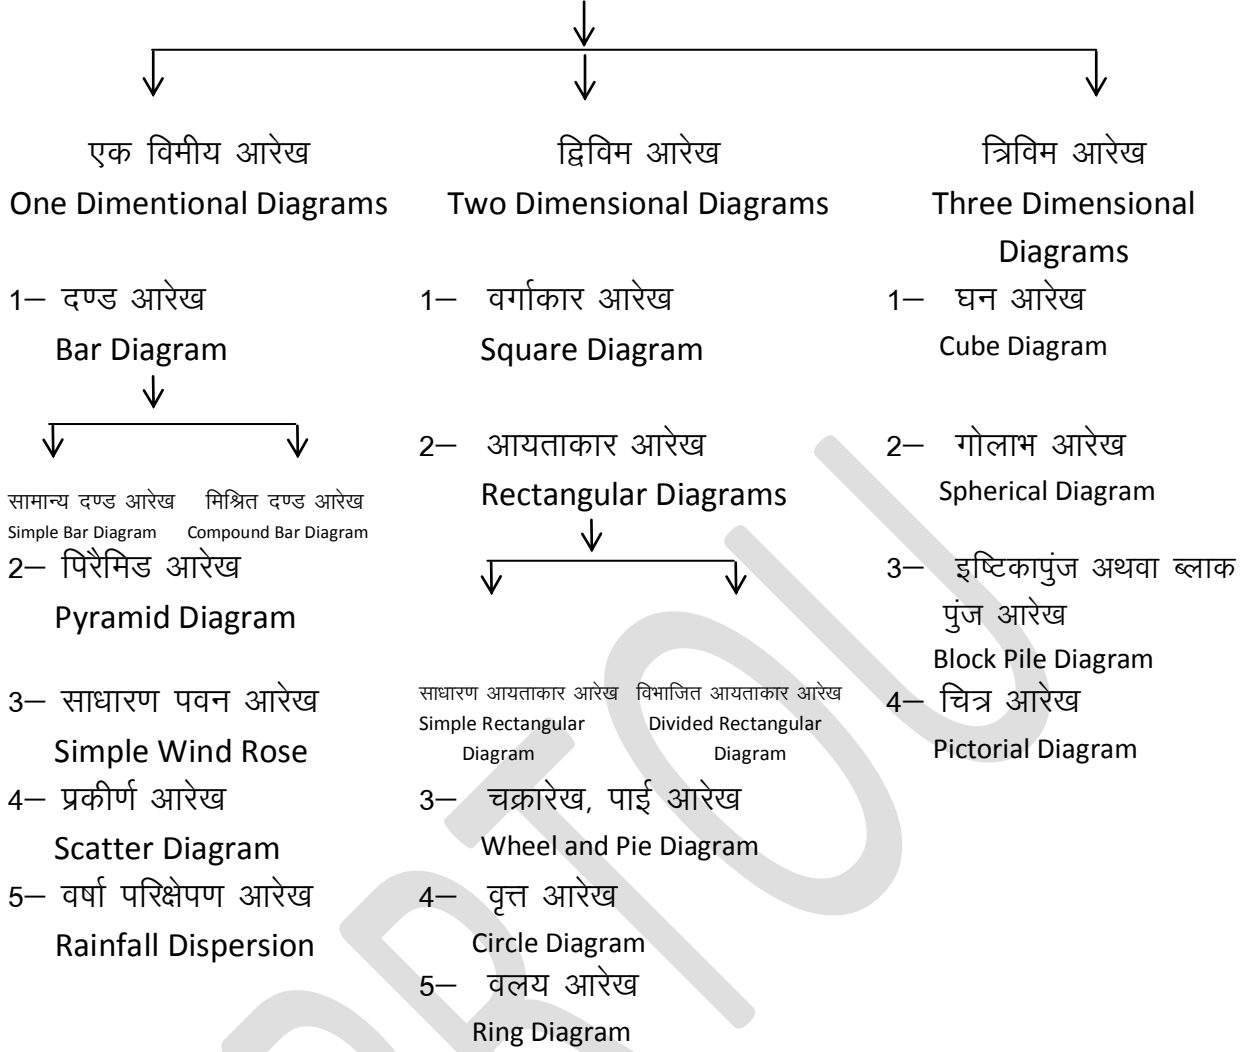 एक विमीय आरेख
One Dimentional Diagrams
1– दण्ड आरेख
Bar Diagram
सामान्य दण्ड आरेख मिश्रित दण्ड आरेख
Simple Bar Diagram Compound Bar Diagram
2– पिरैमिड आरेख
Pyramid Diagram
3– साधारण पवन आरेख
Simple Wind Rose
4– प्रकीर्ण आरेख
Scatter Diagram
5– वर्षा परिक्षेपण आरेख
Rainfall Dispersion
द्विविम आरेख
Two Dimensional Diagrams
1– वर्गाकार आरेख
Square Diagram
2– आयताकार आरेख
Rectangular Diagrams
साधारण आयताकार आरेख विभाजित आयताकार आरेख
Simple Rectangular Divided Rectangular
Diagram Diagram
3– चक्रारेख, पाई आरेख
Wheel and Pie Diagram
4– वृत्त आरेख
Circle Diagram
5– वलय आरेख
Ring Diagram
त्रिविम आरेख
Three Dimensional
Diagrams
1– घन आरेख
Cube Diagram
2– गोलाभ आरेख
Spherical Diagram
3– इष्टिकापुंज अथवा ब्लाक
पुंज आरेख
Block Pile Diagram
4– चित्र आरेख
Pictorial Diagram
RTOU